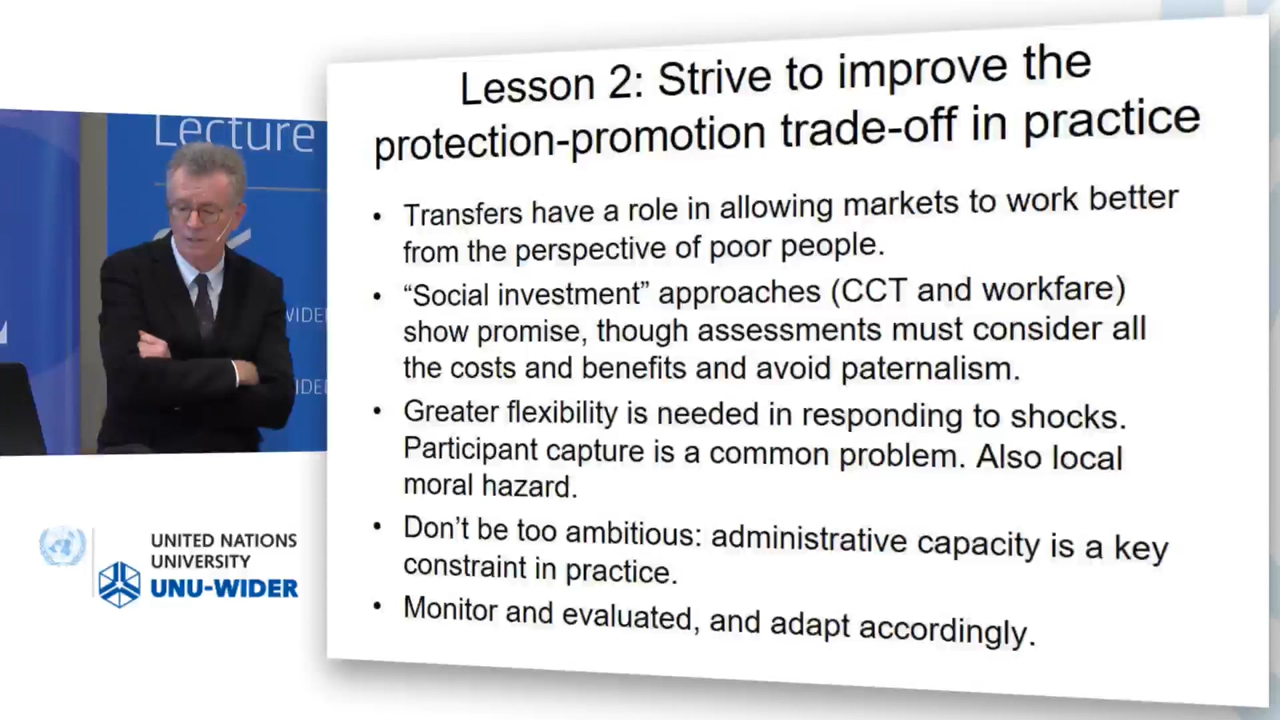 Lecture
WIDER
WIDER
UNITED NATIONS
UNIVERSITY
UNU-WIDER
Lesson 2: Strive to improve the
protection-promotion trade-off in practice
• Transfers have a role in allowing markets to work better
from the perspective of poor people.
• “Social investment” approaches (CCT and workfare)
show promise, though assessments must consider all
the costs and benefits and avoid paternalism.
• Greater flexibility is needed in responding to shocks.
Participant capture is a common problem. Also local
moral hazard.
• Don’t be too ambitious: administrative capacity is a key
constraint in practice.
• Monitor and evaluated, and adapt accordingly.